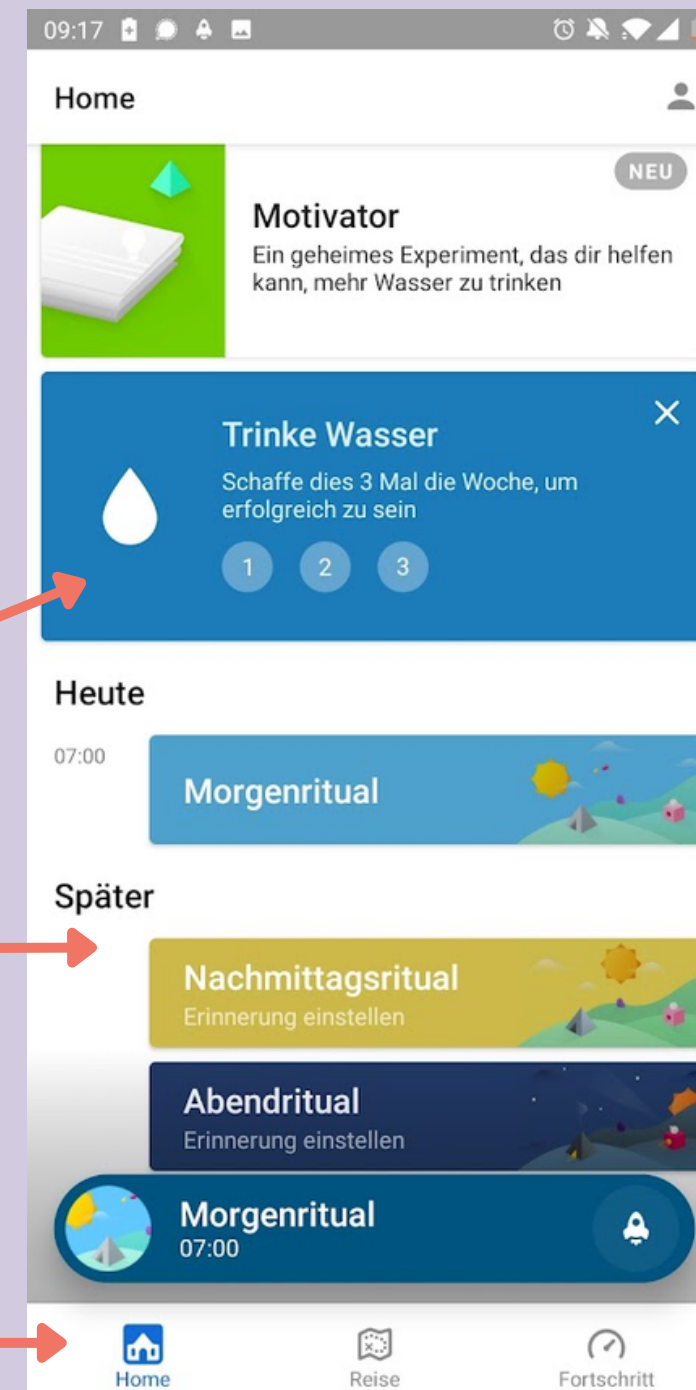 09:17
Home
NEU
Motivator
Ein geheimes Experiment, das dir helfen
kann, mehr Wasser zu trinken
Trinke Wasser
Schaffe dies 3 Mal die Woche, um
erfolgreich zu sein
1 2 3
Heute
07:00
Morgenritual
Später
Nachmittagsritual
Erinnerung einstellen
Abendritual
Erinnerung einstellen
Morgenritual
07:00
Home Reise Fortschritt